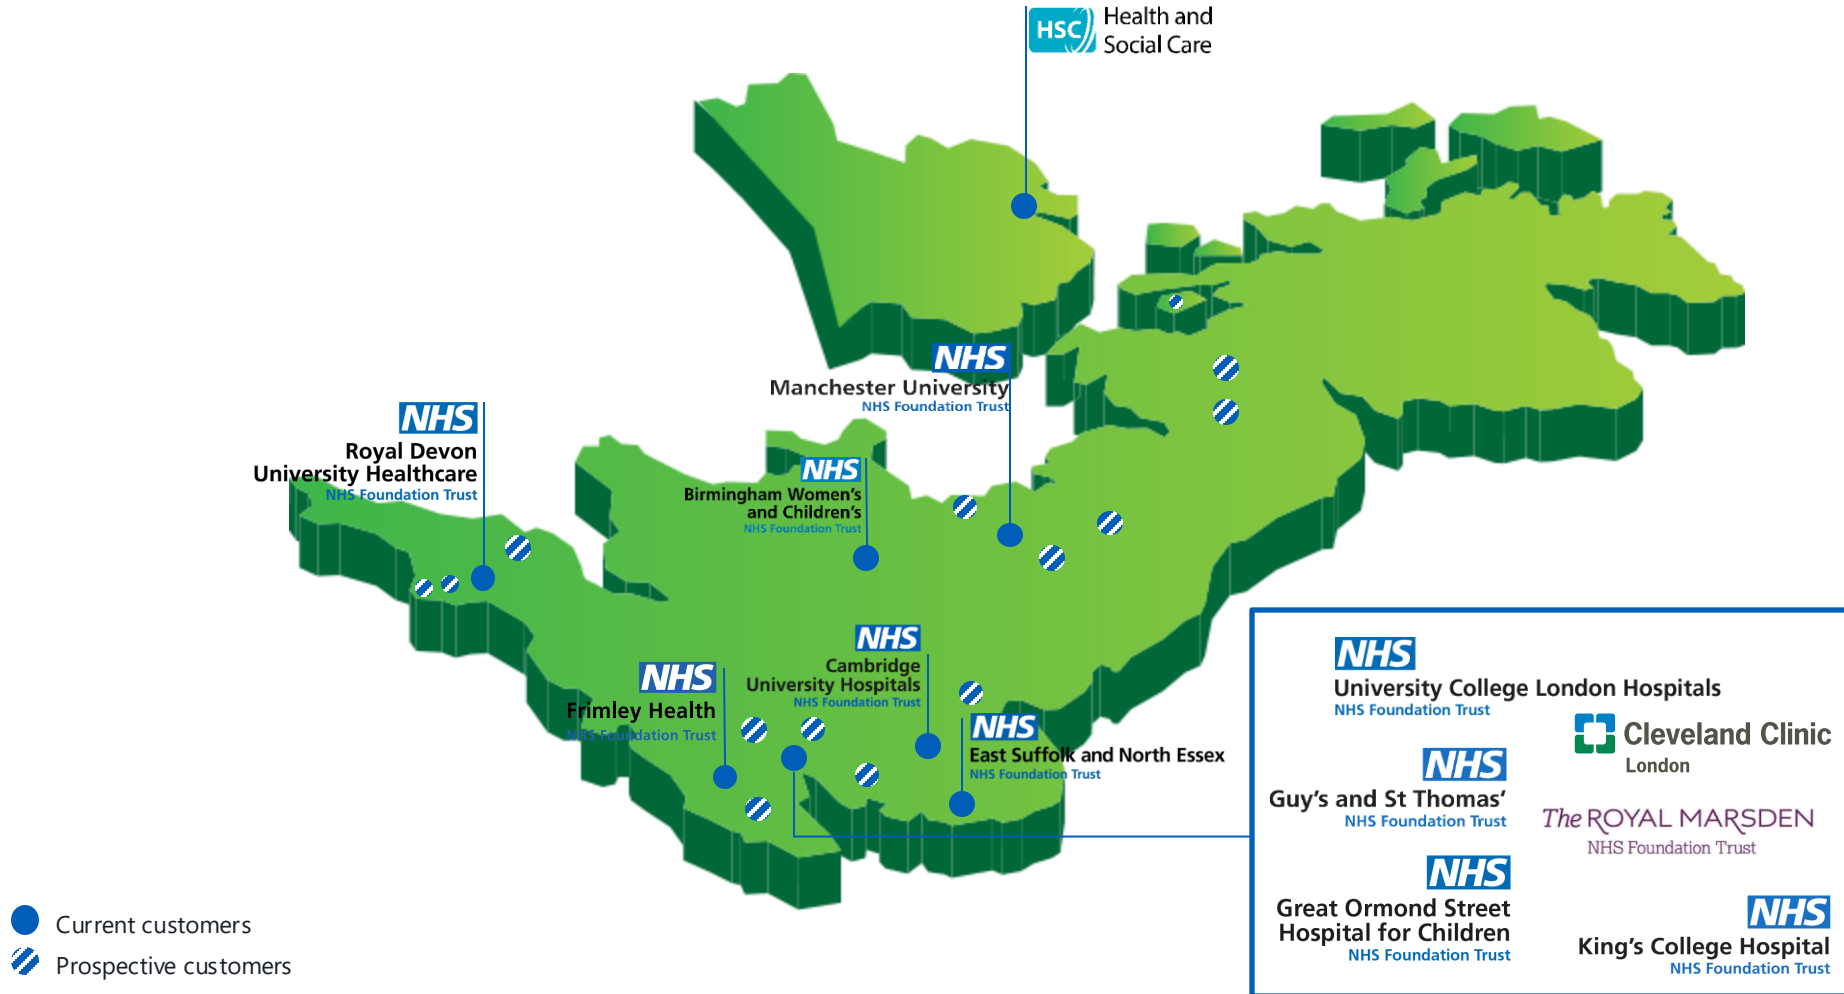 HSC
Health and
Social Care
NHS
Manchester University
NHS Foundation Trust
NHS
Royal Devon
University Healthcare
NHS Foundation Trust
NHS
Birmingham Women's
and Children's
NHS Foundation Trust
NHS
Cambridge
University Hospitals
NHS Foundation Trust
NHS
Frimley Health
NHS Foundation Trust
NHS
East Suffolk and North Essex
NHS Foundation Trust
NHS
University College London Hospitals
NHS Foundation Trust
Cleveland Clinic
London
NHS
Guy's and St Thomas'
NHS Foundation Trust
The ROYAL MARSDEN
NHS Foundation Trust
NHS
Great Ormond Street
Hospital for Children
NHS Foundation Trust
NHS
King's College Hospital
NHS Foundation Trust
Current customers
Prospective customers